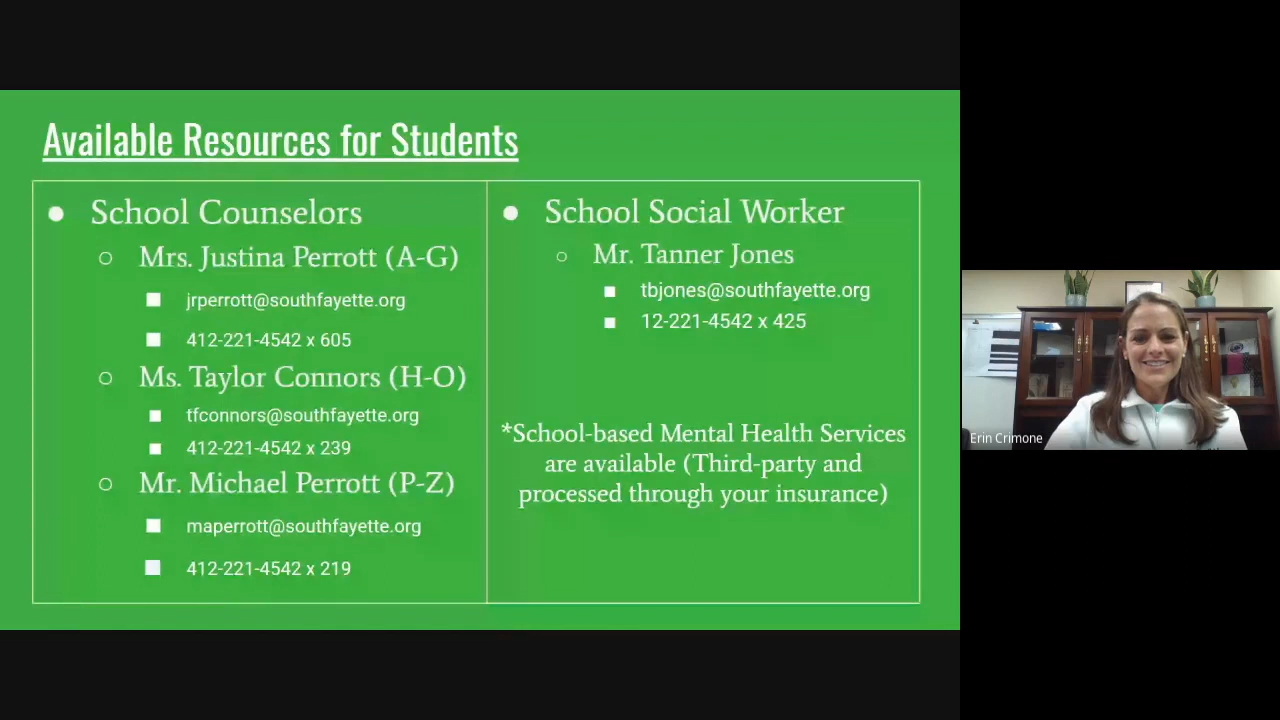 Available Resources for Students
● School Counselors
○ Mrs. Justina Perrott (A-G)
■ jrperrott@southfayette.org
■ 412-221-4542 x 605
○ Ms. Taylor Connors (H-O)
■ tfconnors@southfayette.org
■ 412-221-4542 x 239
○ Mr. Michael Perrott (P-Z)
■ maperrott@southfayette.org
■ 412-221-4542 x 219
● School Social Worker
○ Mr. Tanner Jones
■ tbjones@southfayette.org
■ 12-221-4542 x 425
*School-based Mental Health Services
are available (Third-party and
processed through your insurance)
Erin Crimone